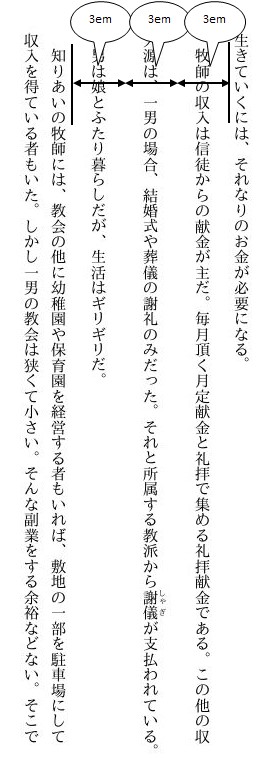 3em
3em
3em
生きていくには、それなりのお金が必要になる。
牧師の収入は信徒からの献金が主だ。毎月頂く月定献金と礼拝で集める礼拝献金である。この他の収
源は、一男の場合、結婚式や葬儀の謝礼のみだった。それと所属する教派から謝儀が支払われている。
しゃぎ
男は娘とふたり暮らしだが、生活はギリギリだ。
知りあいの牧師には、教会の他に幼稚園や保育園を経営する者もいれば、敷地の一部を駐車場にして
収入を得ている者もいた。しかし一男の教会は狭くて小さい。そんな副業をする余裕などない。そこで